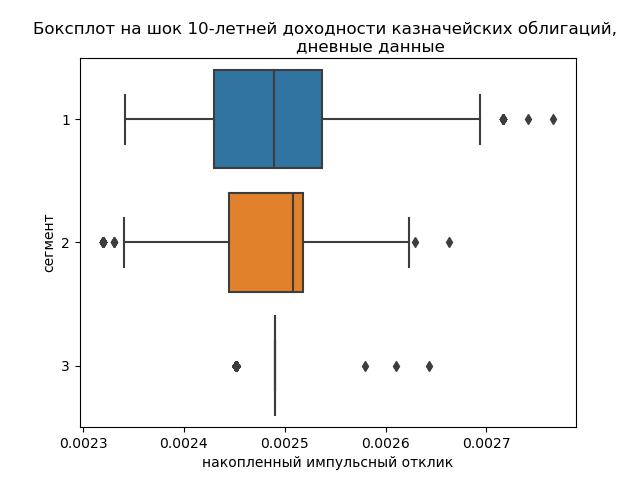 Боксплот на шок 10-летней доходности казначейских облигаций,
дневные данные
1
2
3
сегмент
0.0023 0.0024 0.0025 0.0026 0.0027
накопленный импульсный отклик